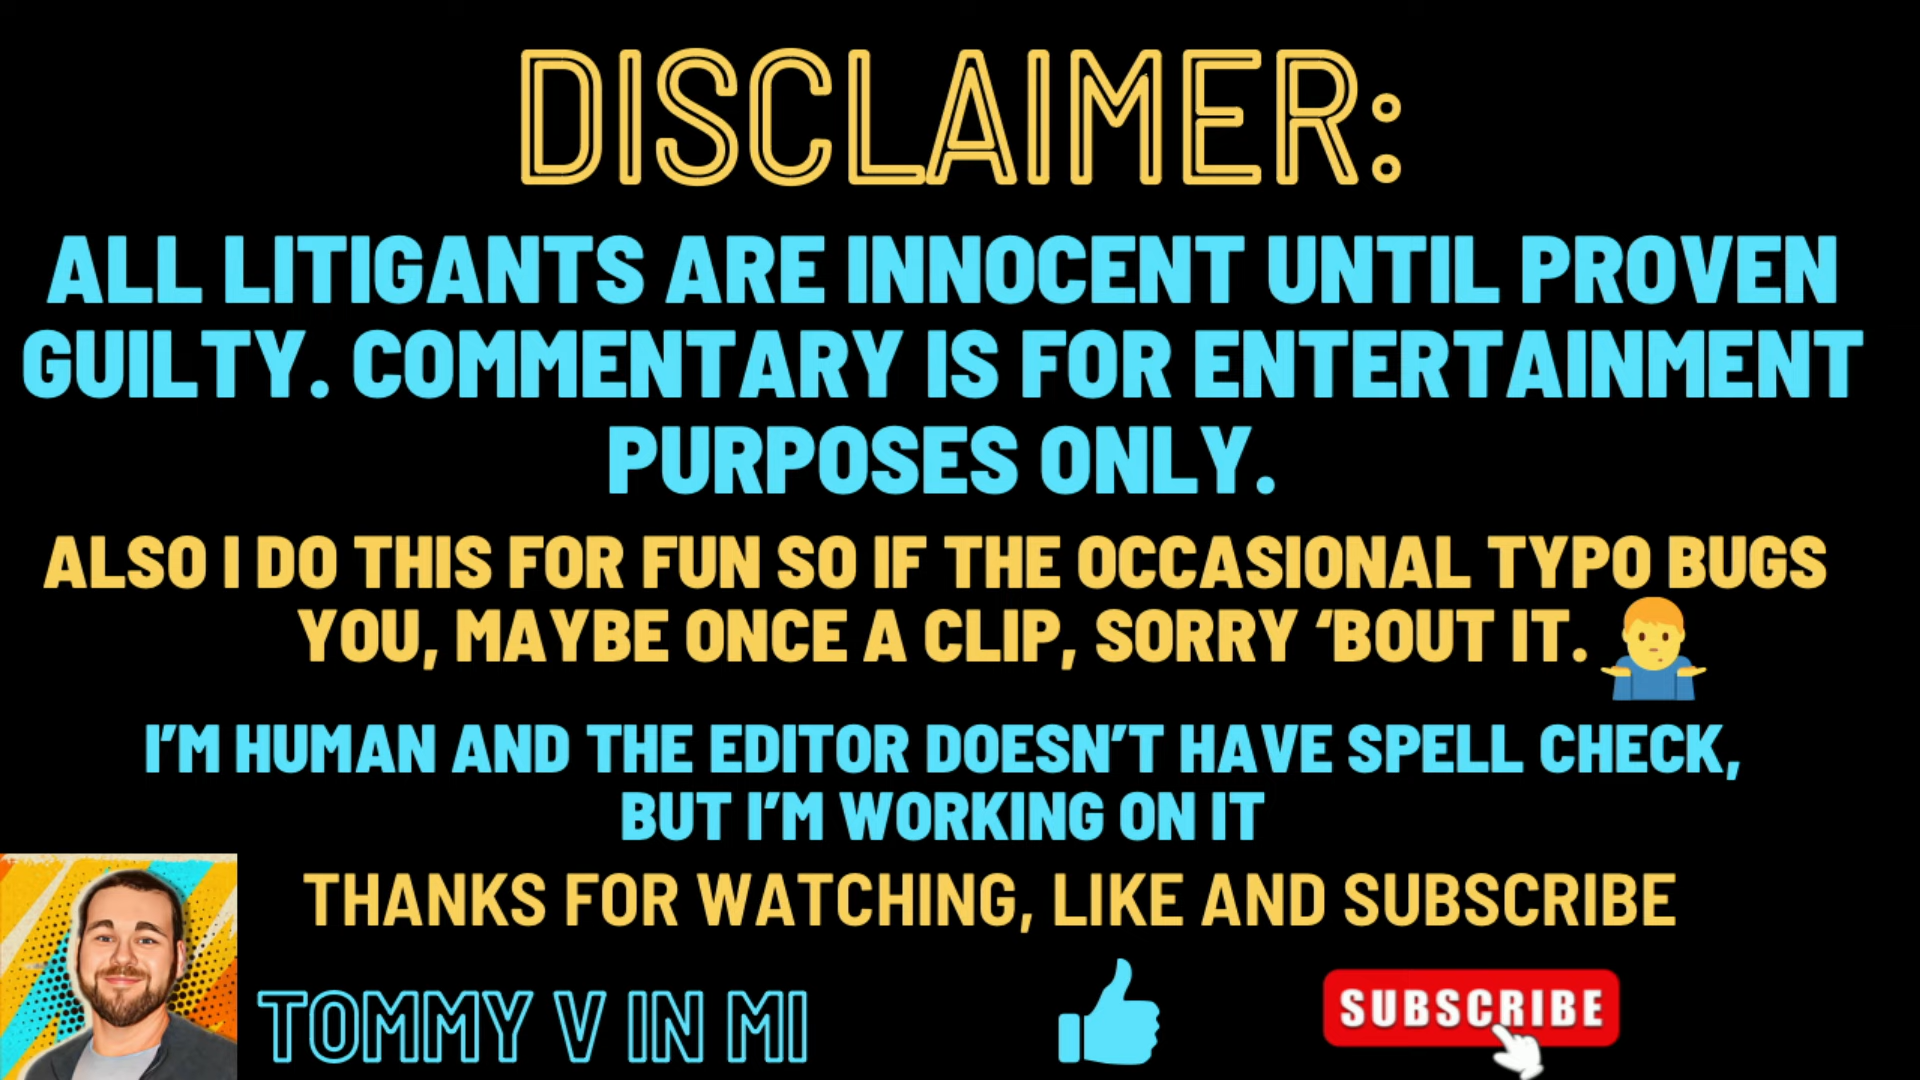 DISCLAIMER:
ALL LITIGANTS ARE INNOCENT UNTIL PROVEN
GUILTY. COMMENTARY IS FOR ENTERTAINMENT
PURPOSES ONLY.
ALSO I DO THIS FOR FUN SO IF THE OCCASIONAL TYPO BUGS
YOU, MAYBE ONCE A CLIP, SORRY ‘BOUT IT.
I’M HUMAN AND THE EDITOR DOESN’T HAVE SPELL CHECK,
BUT I’M WORKING ON IT
THANKS FOR WATCHING, LIKE AND SUBSCRIBE
TOMMY V IN MI
SUBSCRIBE